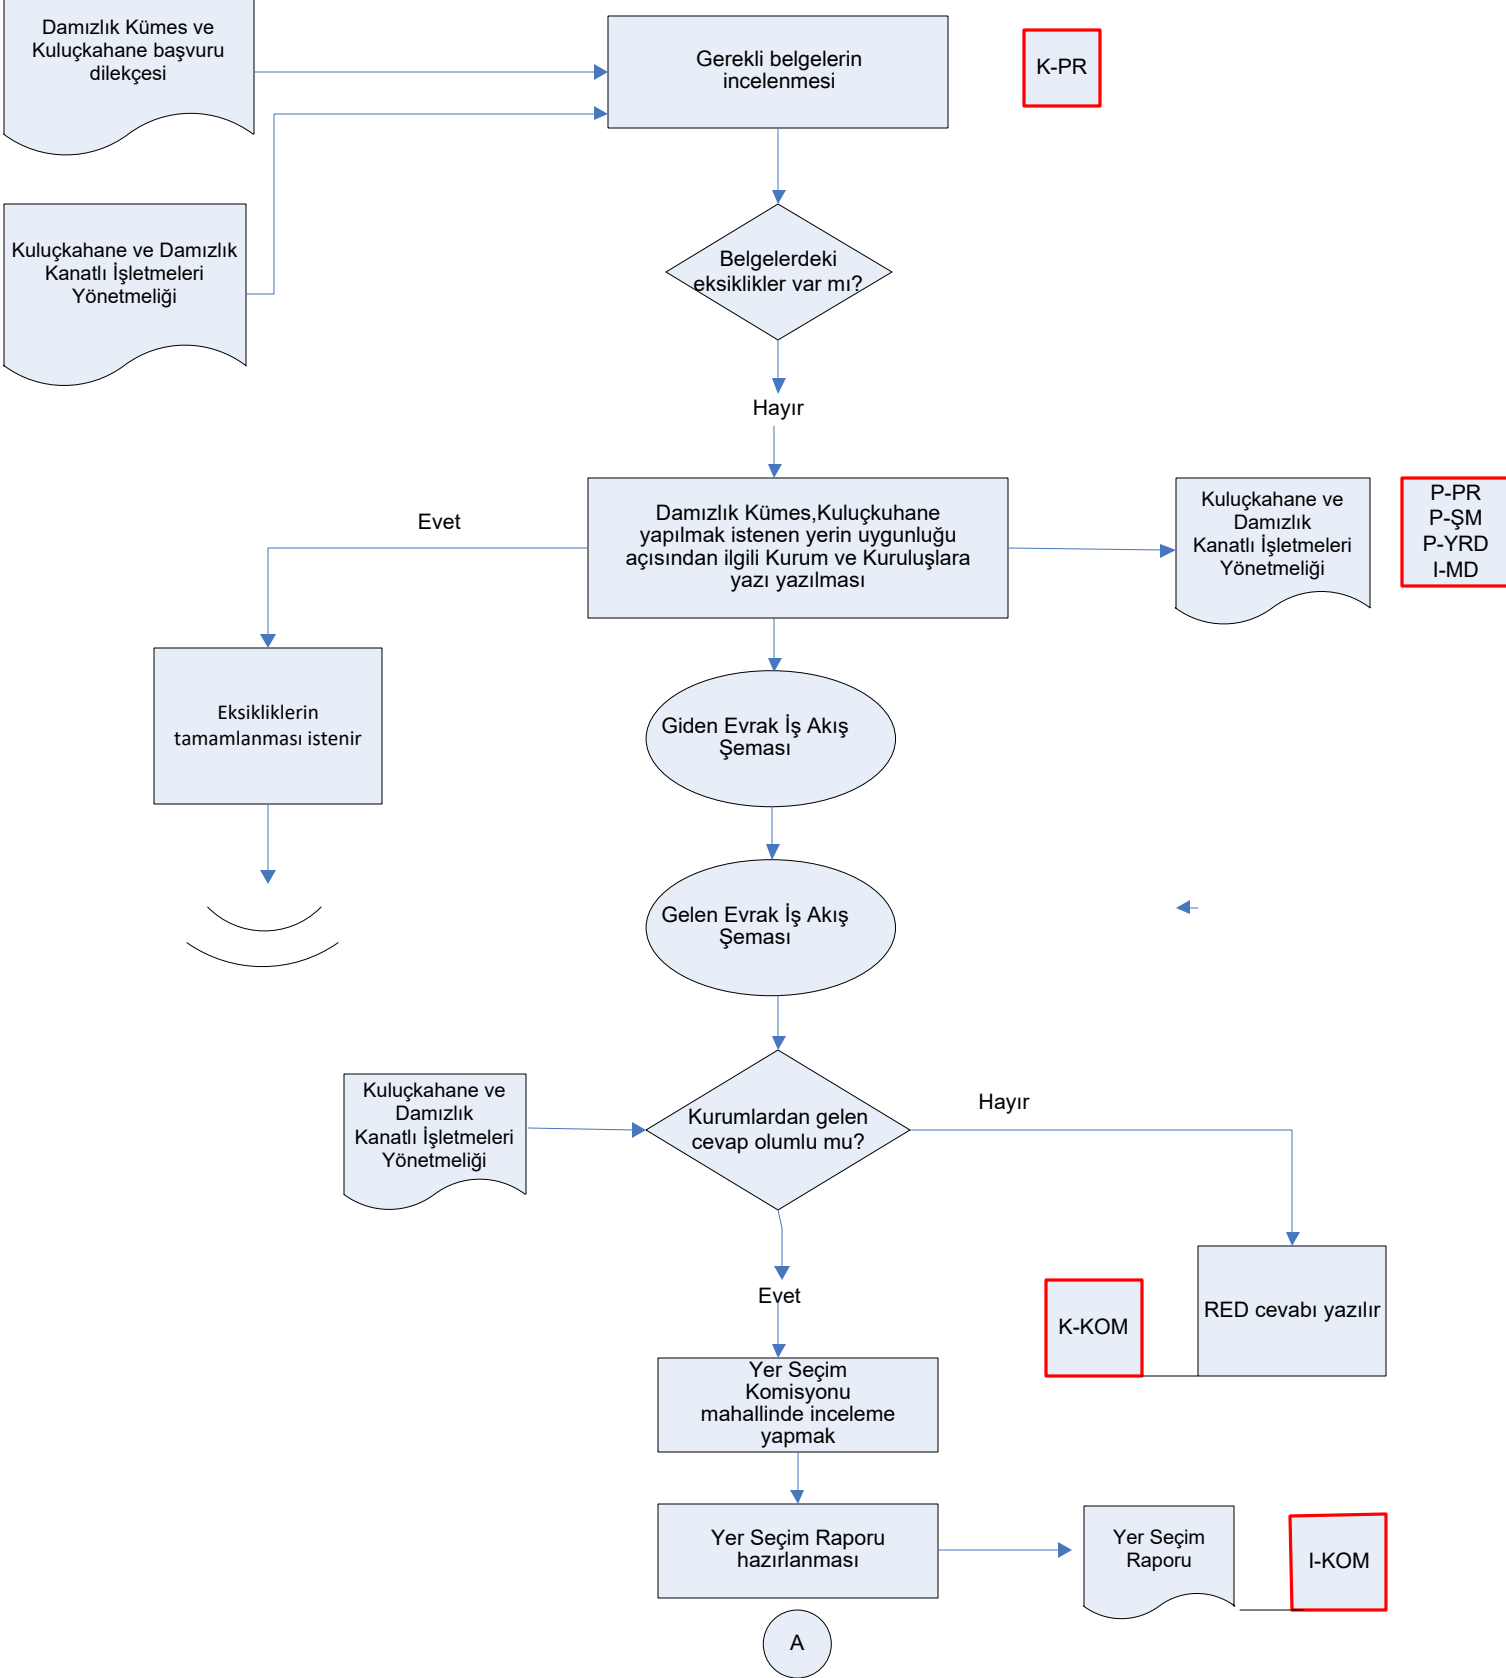 Damızlık Kümes ve
Kuluçkahane başvuru
dilekçesi
Gerekli belgelerin
incelenmesi
K-PR
Kuluçkahane ve Damızlık
Kanatlı İşletmeleri
Yönetmeliği
Belgelerdeki
eksiklikler var mı?
Hayır
Evet
Damızlık Kümes,Kuluçkuhane
yapılmak istenen yerin uygunluğu
açısından ilgili Kurum ve Kuruluşlara
yazı yazılması
Kuluçkahane ve
Damızlık
Kanatlı İşletmeleri
Yönetmeliği
P-PR
P-ŞM
P-YRD
I-MD
Eksikliklerin
tamamlanması istenir
Giden Evrak İş Akış
Şeması
Gelen Evrak İş Akış
Şeması
Kuluçkahane ve
Damızlık
Kanatlı İşletmeleri
Yönetmeliği
Kurumlardan gelen
cevap olumlu mu?
Hayır
Evet
K-KOM
RED cevabı yazılır
Yer Seçim
Komisyonu
mahallinde inceleme
yapmak
Yer Seçim Raporu
hazırlanması
Yer Seçim
Raporu
I-KOM
A